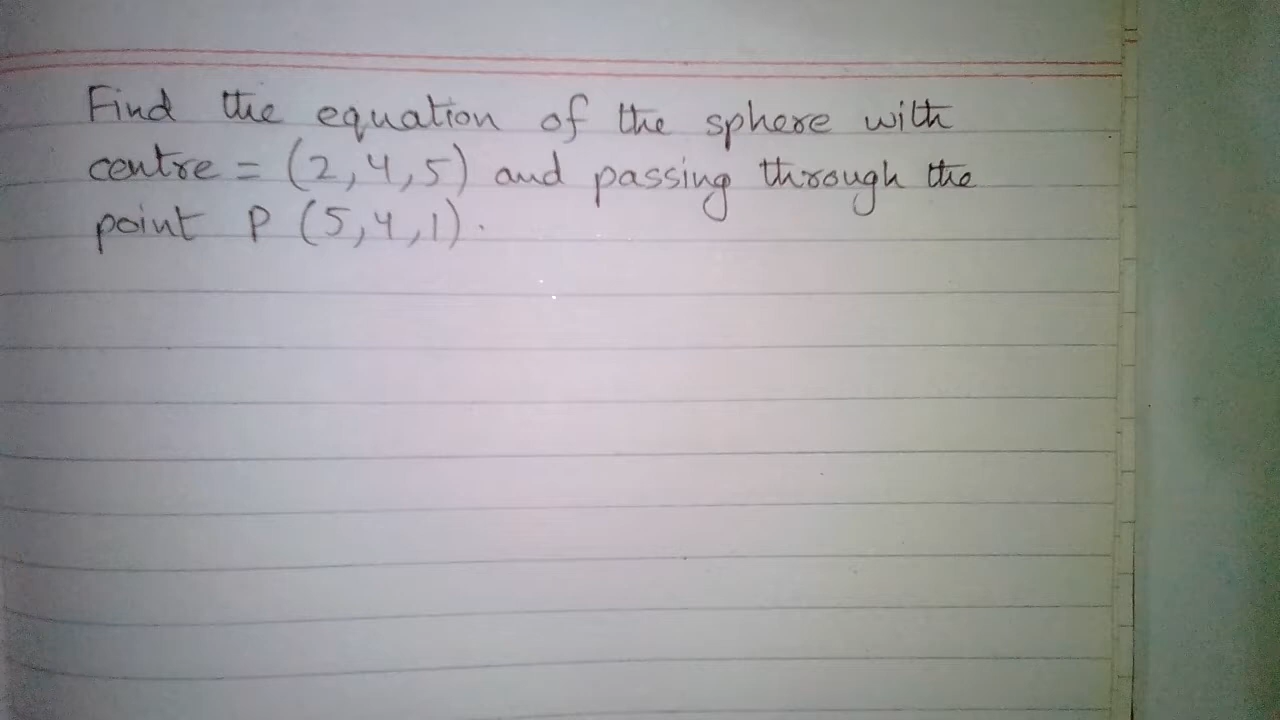 Find the equation of the sphere with
centre = (2,4,5) and passing through the
point P (5,4,1).